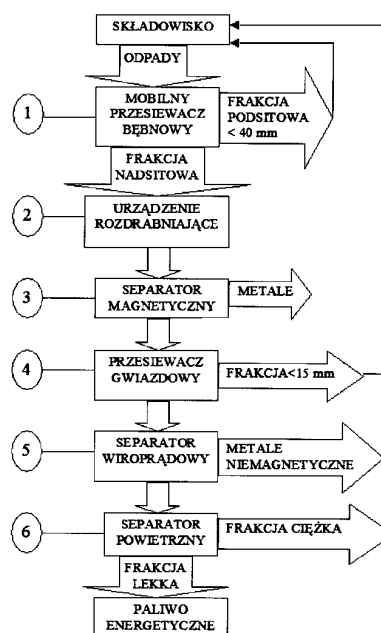 SKŁADOWISKO
ODPADY
1
MOBILNY
PRZESIEWACZ
BĘBNOWY
FRAKCJA
PODSITOWA
< 40 mm
FRAKCJA
NADSITOWA
2
URZĄDZENIE
ROZDRABNIAJĄCE
3
SEPARATOR
MAGNETYCZNY
METALE
4
PRZESIEWACZ
GWIAZDOWY
FRAKCJA<15 mm
5
SEPARATOR
WIROPRĄDOWY
METALE
NIEMAGNETYCZNE
6
SEPARATOR
POWIETRZNY
FRAKCJA CIĘŻKA
FRAKCJA
LEKKA
PALIWO
ENERGETYCZNE